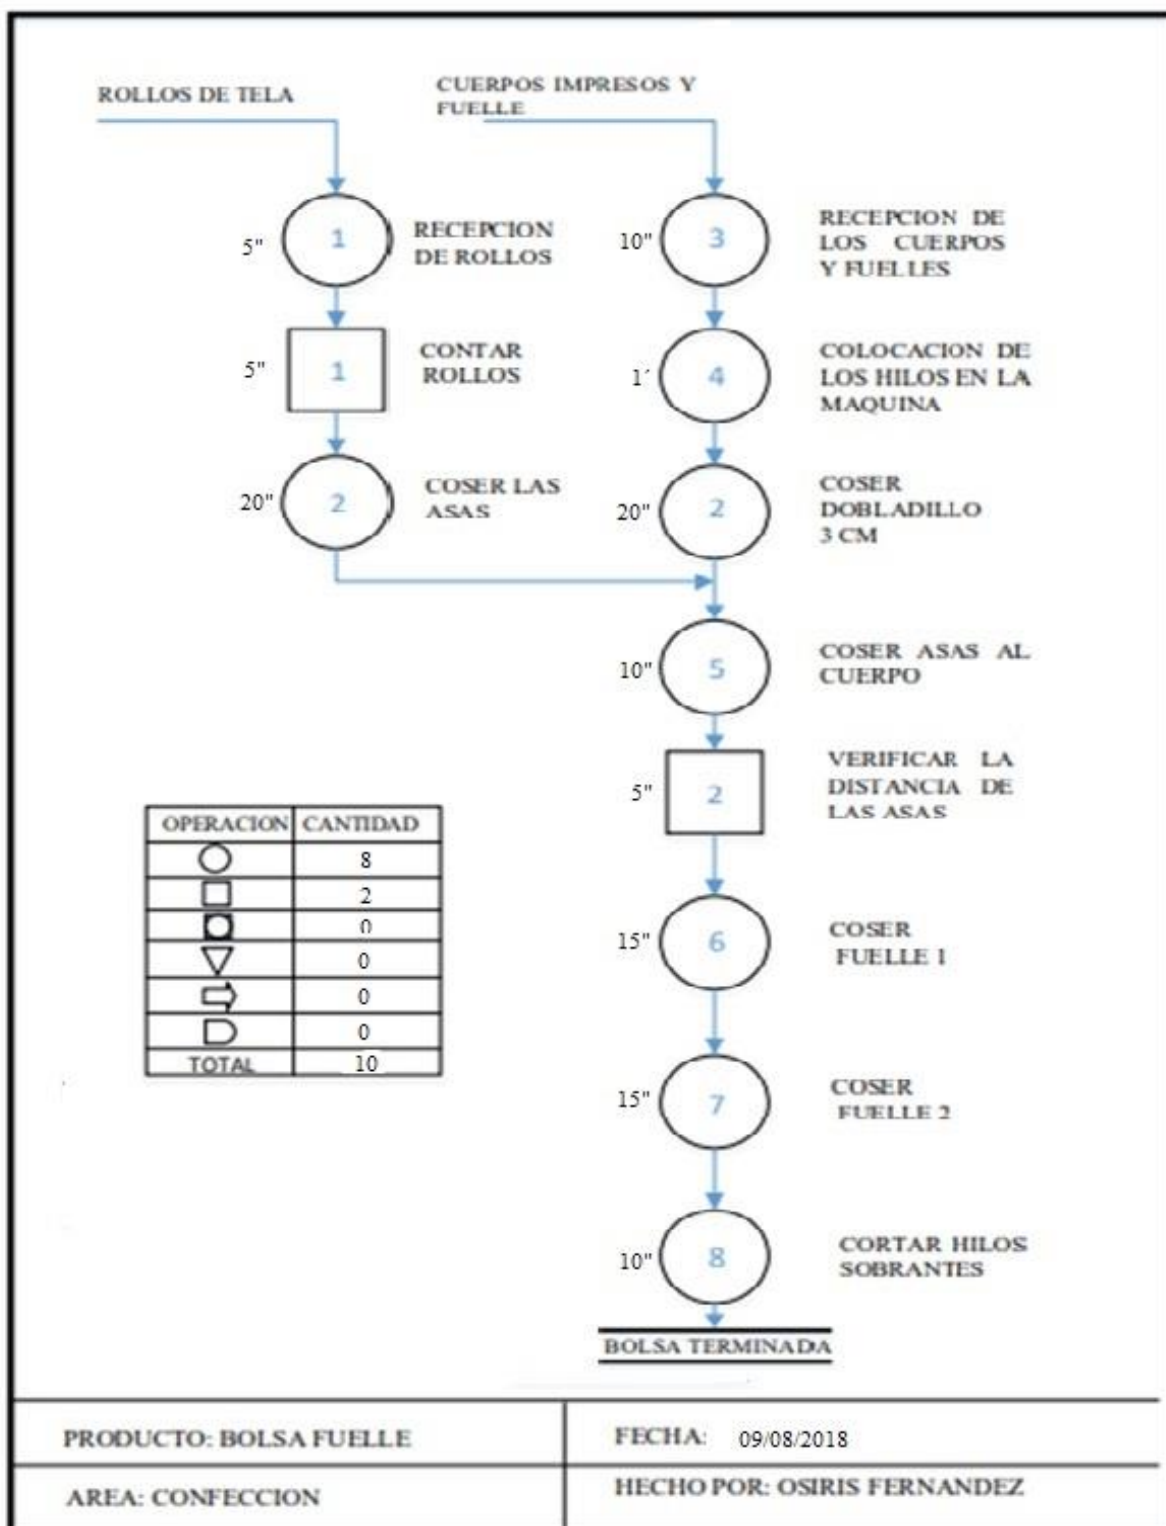 ROLLOS DE TELA
CUERPOS IMPRESOS Y
FUELLE
5" 1 RECEPCION
DE ROLLOS
5" 1 CONTAR
ROLLOS
20" 2 COSER LAS
ASAS
10" 3 RECEPCION DE
LOS CUERPOS
Y FUELLES
1´ 4 COLOCACION DE
LOS HILOS EN LA
MAQUINA
20" 2 COSER
DOBLADILLO
3 CM
10" 5 COSER ASAS AL
CUERPO
5" 2 VERIFICAR LA
DISTANCIA DE
LAS ASAS
15" 6 COSER
FUELLE 1
15" 7 COSER
FUELLE 2
10" 8 CORTAR HILOS
SOBRANTES
BOLSA TERMINADA
OPERACION CANTIDAD
8
2
0
0
0
0
TOTAL 10
PRODUCTO: BOLSA FUELLE
FECHA: 09/08/2018
AREA: CONFECCION
HECHO POR: OSIRIS FERNANDEZ